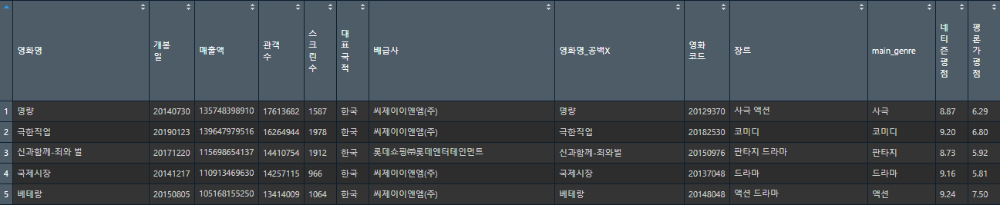 영화명 개봉일 매출액 관객수 스크린수 대표국적 배급사 영화명_공백X 영화코드 장르 main_genre 네티즌평점 평론가평점
1 명량 20140730 135748398910 17613682 1587 한국 씨제이이앤엠(주) 명량 20129370 사극 액션 사극 8.87 6.29
2 극한직업 20190123 139647979516 16264944 1978 한국 씨제이이앤엠(주) 극한직업 20182530 코미디 코미디 9.20 6.80
3 신과함께-죄와 벌 20171220 115698654137 14410754 1912 한국 롯데쇼핑㈜롯데엔터테인먼트 신과함께-죄와벌 20150976 판타지 드라마 판타지 8.73 5.92
4 국제시장 20141217 110913469630 14257115 966 한국 씨제이이앤엠(주) 국제시장 20137048 드라마 드라마 9.16 5.81
5 베테랑 20150805 105168155250 13414009 1064 한국 씨제이이앤엠(주) 베테랑 20148048 액션 드라마 액션 9.24 7.50